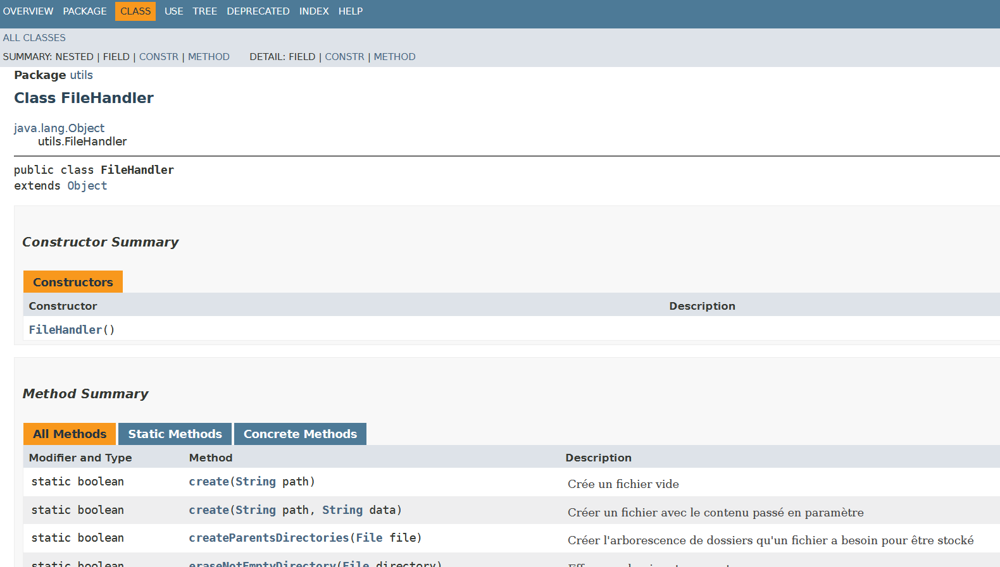 OVERVIEW PACKAGE CLASS USE TREE DEPRECATED INDEX HELP
ALL CLASSES
SUMMARY: NESTED | FIELD | CONSTR | METHOD DETAIL: FIELD | CONSTR | METHOD
Package utils
Class FileHandler
java.lang.Object
utils.FileHandler
public class FileHandler
extends Object
Constructor Summary
Constructors
Constructor Description
FileHandler()
Method Summary
All Methods Static Methods Concrete Methods
Modifier and Type Method Description
static boolean create(String path) Crée un fichier vide
static boolean create(String path, String data) Créer un fichier avec le contenu passé en paramètre
static boolean createParentsDirectories(File file) Créer l'arborescence de dossiers qu'un fichier a besoin pour être stocké
static boolean eraseNotEmptyDirectory(File directory)